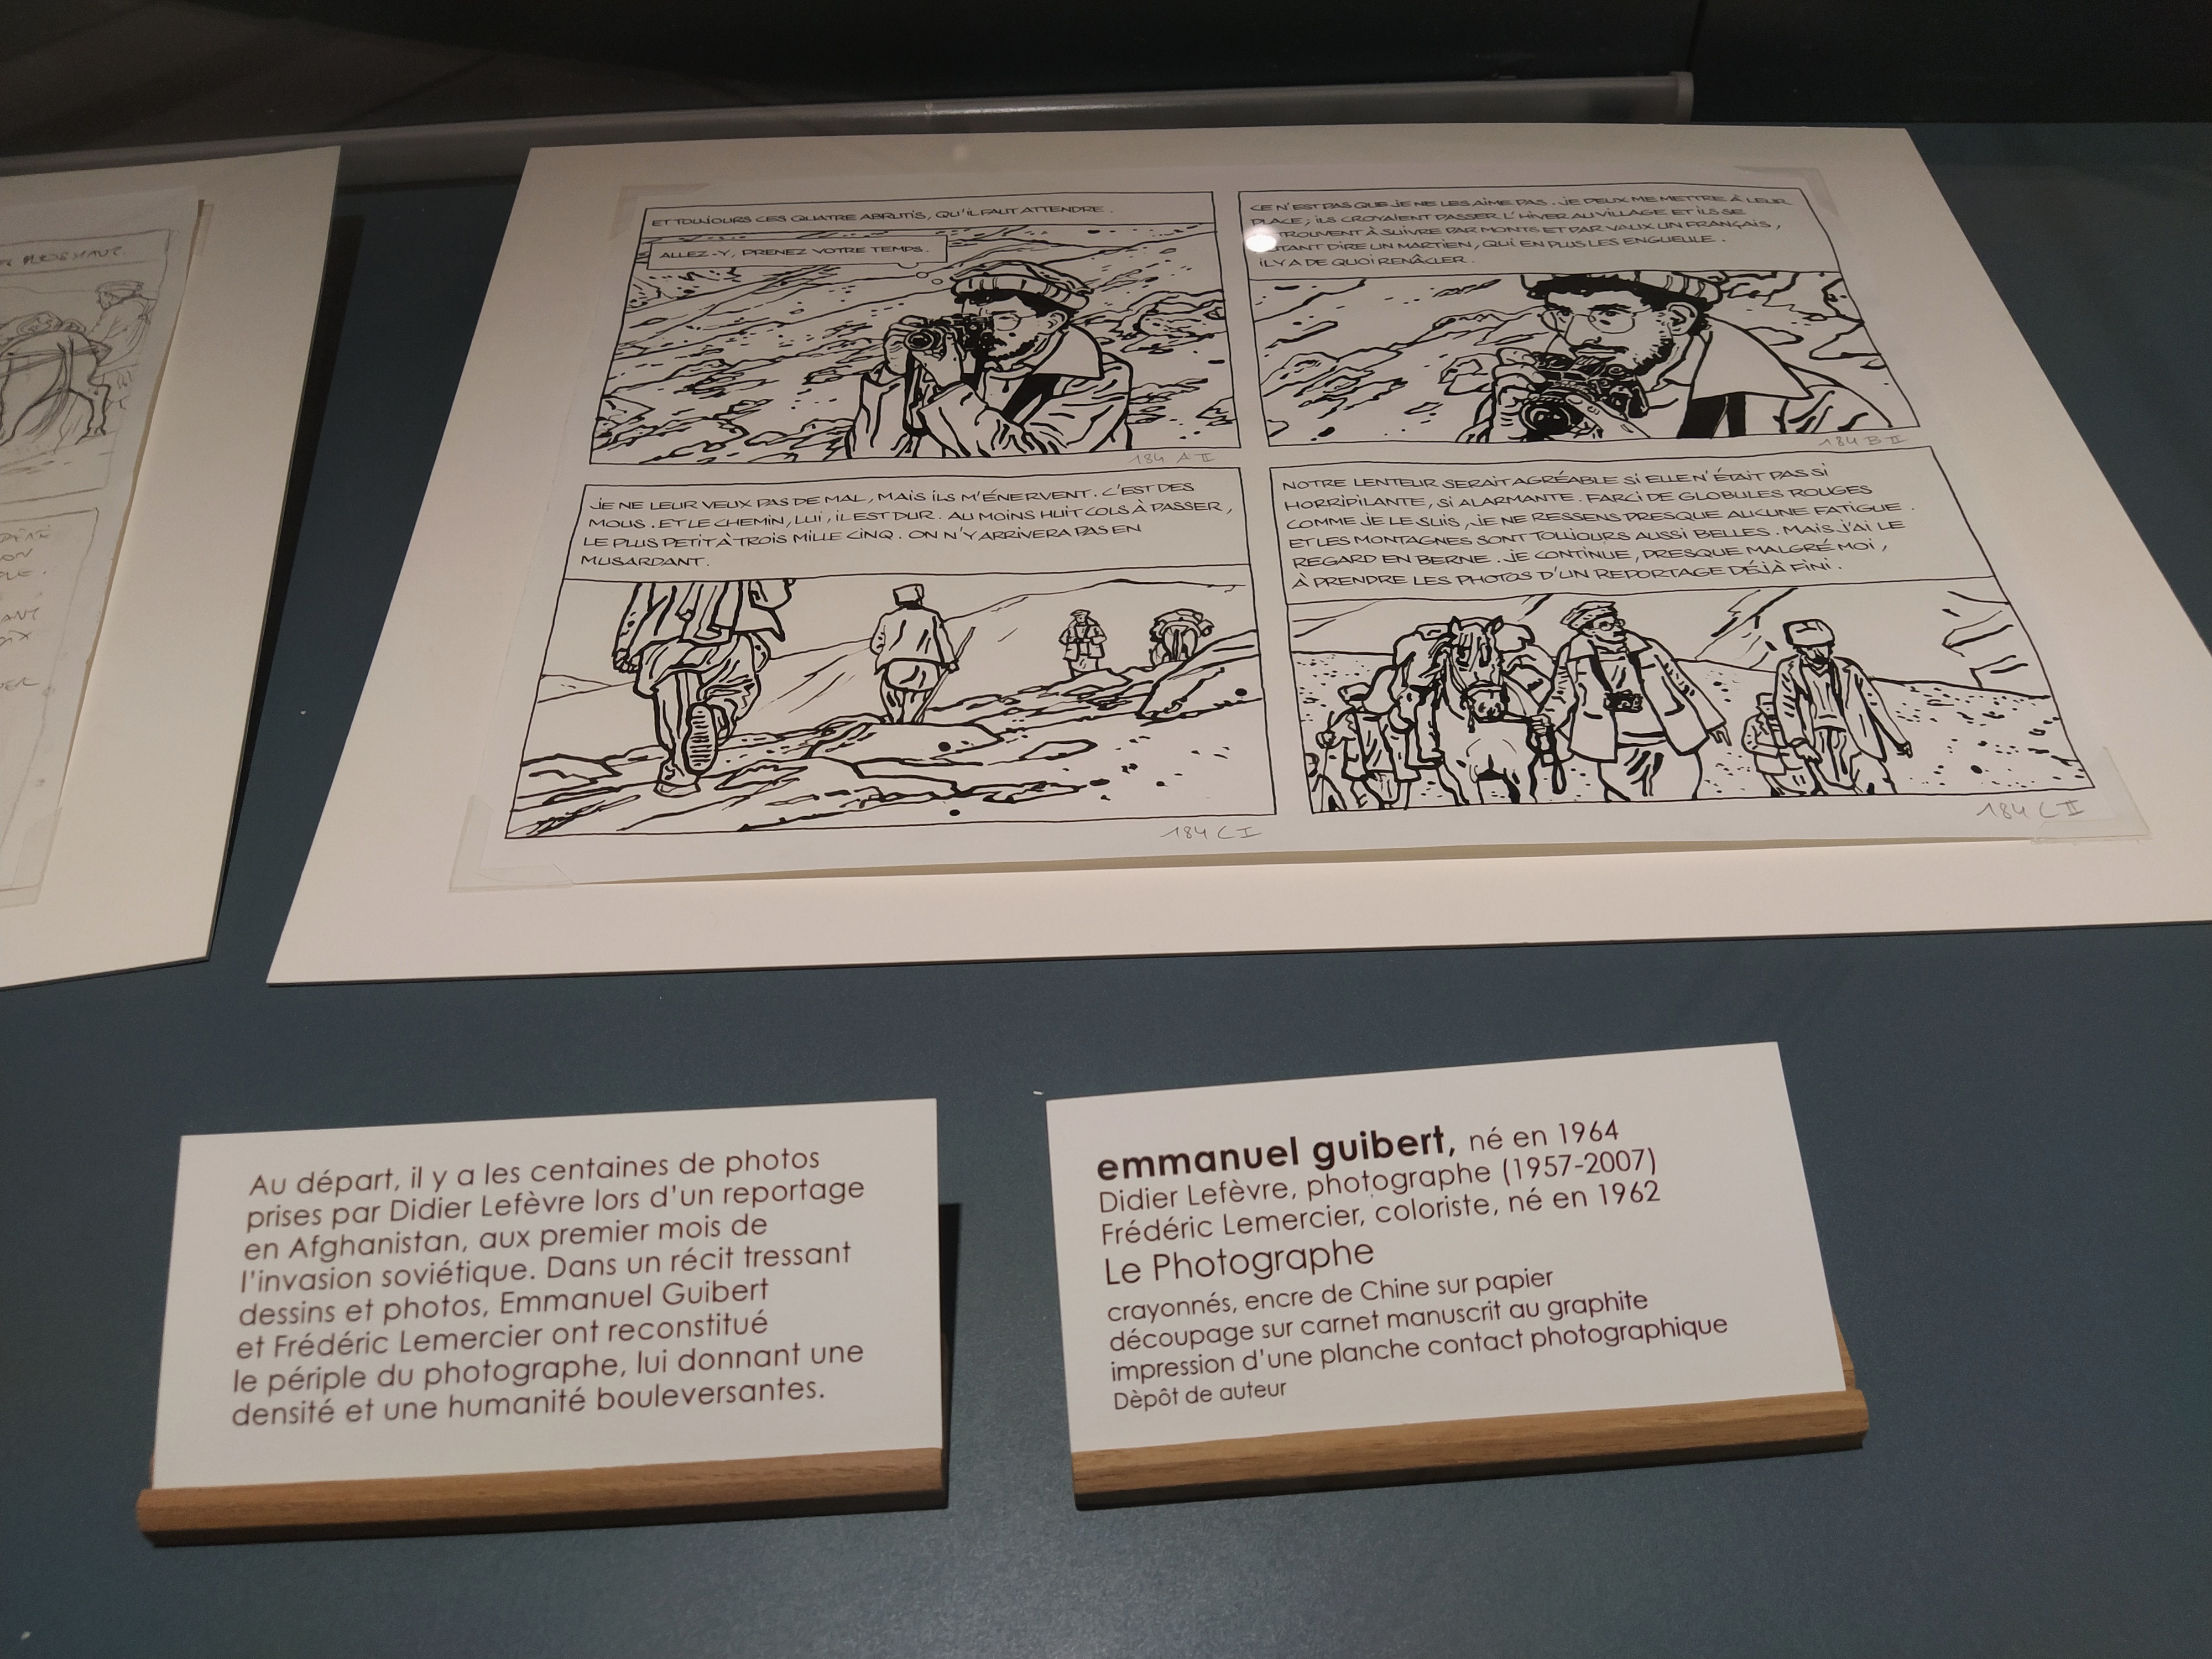 ET TOUJOURS CES QUATRE ABRUTIS, QU'IL FAUT ATTENDRE.
ALLEZ-Y, PRENEZ VOTRE TEMPS.
184 A II
CE N'EST PAS QUE JE NE LES AIME PAS. JE PEUX ME METTRE À LEUR
PLACE; ILS CROYAIENT PASSER L'HIVER AU VILLAGE ET ILS SE
TROUVENT À SUIVRE PAR MONTS ET PAR VAUX UN FRANÇAIS,
DIRE UN MARTIEN, QUI EN PLUS LES ENGUEULE.
IL Y A DE QUOI RENÂCLER.
184 B II
JE NE LEUR VEUX PAS DE MAL, MAIS ILS M'ÉNERVENT. C'EST DES
MOUS. ET LE CHEMIN, LUI, IL EST DUR. AU MOINS HUIT COLS À PASSER,
LE PLUS PETIT À TROIS MILLE CINQ. ON N'Y ARRIVERA PAS EN
MUSARDANT.
184 C I
NOTRE LENTEUR SERAIT AGRÉABLE SI ELLE N'ÉTAIT PAS SI
HORRIPILANTE, SI ALARMANTE. FARCI DE GLOBULES ROUGES
COMME JE LE SUIS, JE NE RESSENS PRESQUE AUCUNE FATIGUE.
ET LES MONTAGNES SONT TOUJOURS AUSSI BELLES. MAIS J'AI LE
REGARD EN BERNE. JE CONTINUE, PRESQUE MALGRÉ MOI,
À PRENDRE LES PHOTOS D'UN REPORTAGE DÉJÀ FINI.
184 C II
Au départ, il y a les centaines de photos
prises par Didier Lefèvre lors d'un reportage
en Afghanistan, aux premier mois de
l'invasion soviétique. Dans un récit tressant
dessins et photos, Emmanuel Guibert
et Frédéric Lemercier ont reconstitué
le périple du photographe, lui donnant une
densité et une humanité bouleversantes.
emmanuel guibert, né en 1964
Didier Lefèvre, photographe (1957-2007)
Frédéric Lemercier, coloriste, né en 1962
Le Photographe
crayonnés, encre de Chine sur papier
découpage sur carnet manuscrit au graphite
impression d'une planche contact photographique
Dèpôt de auteur